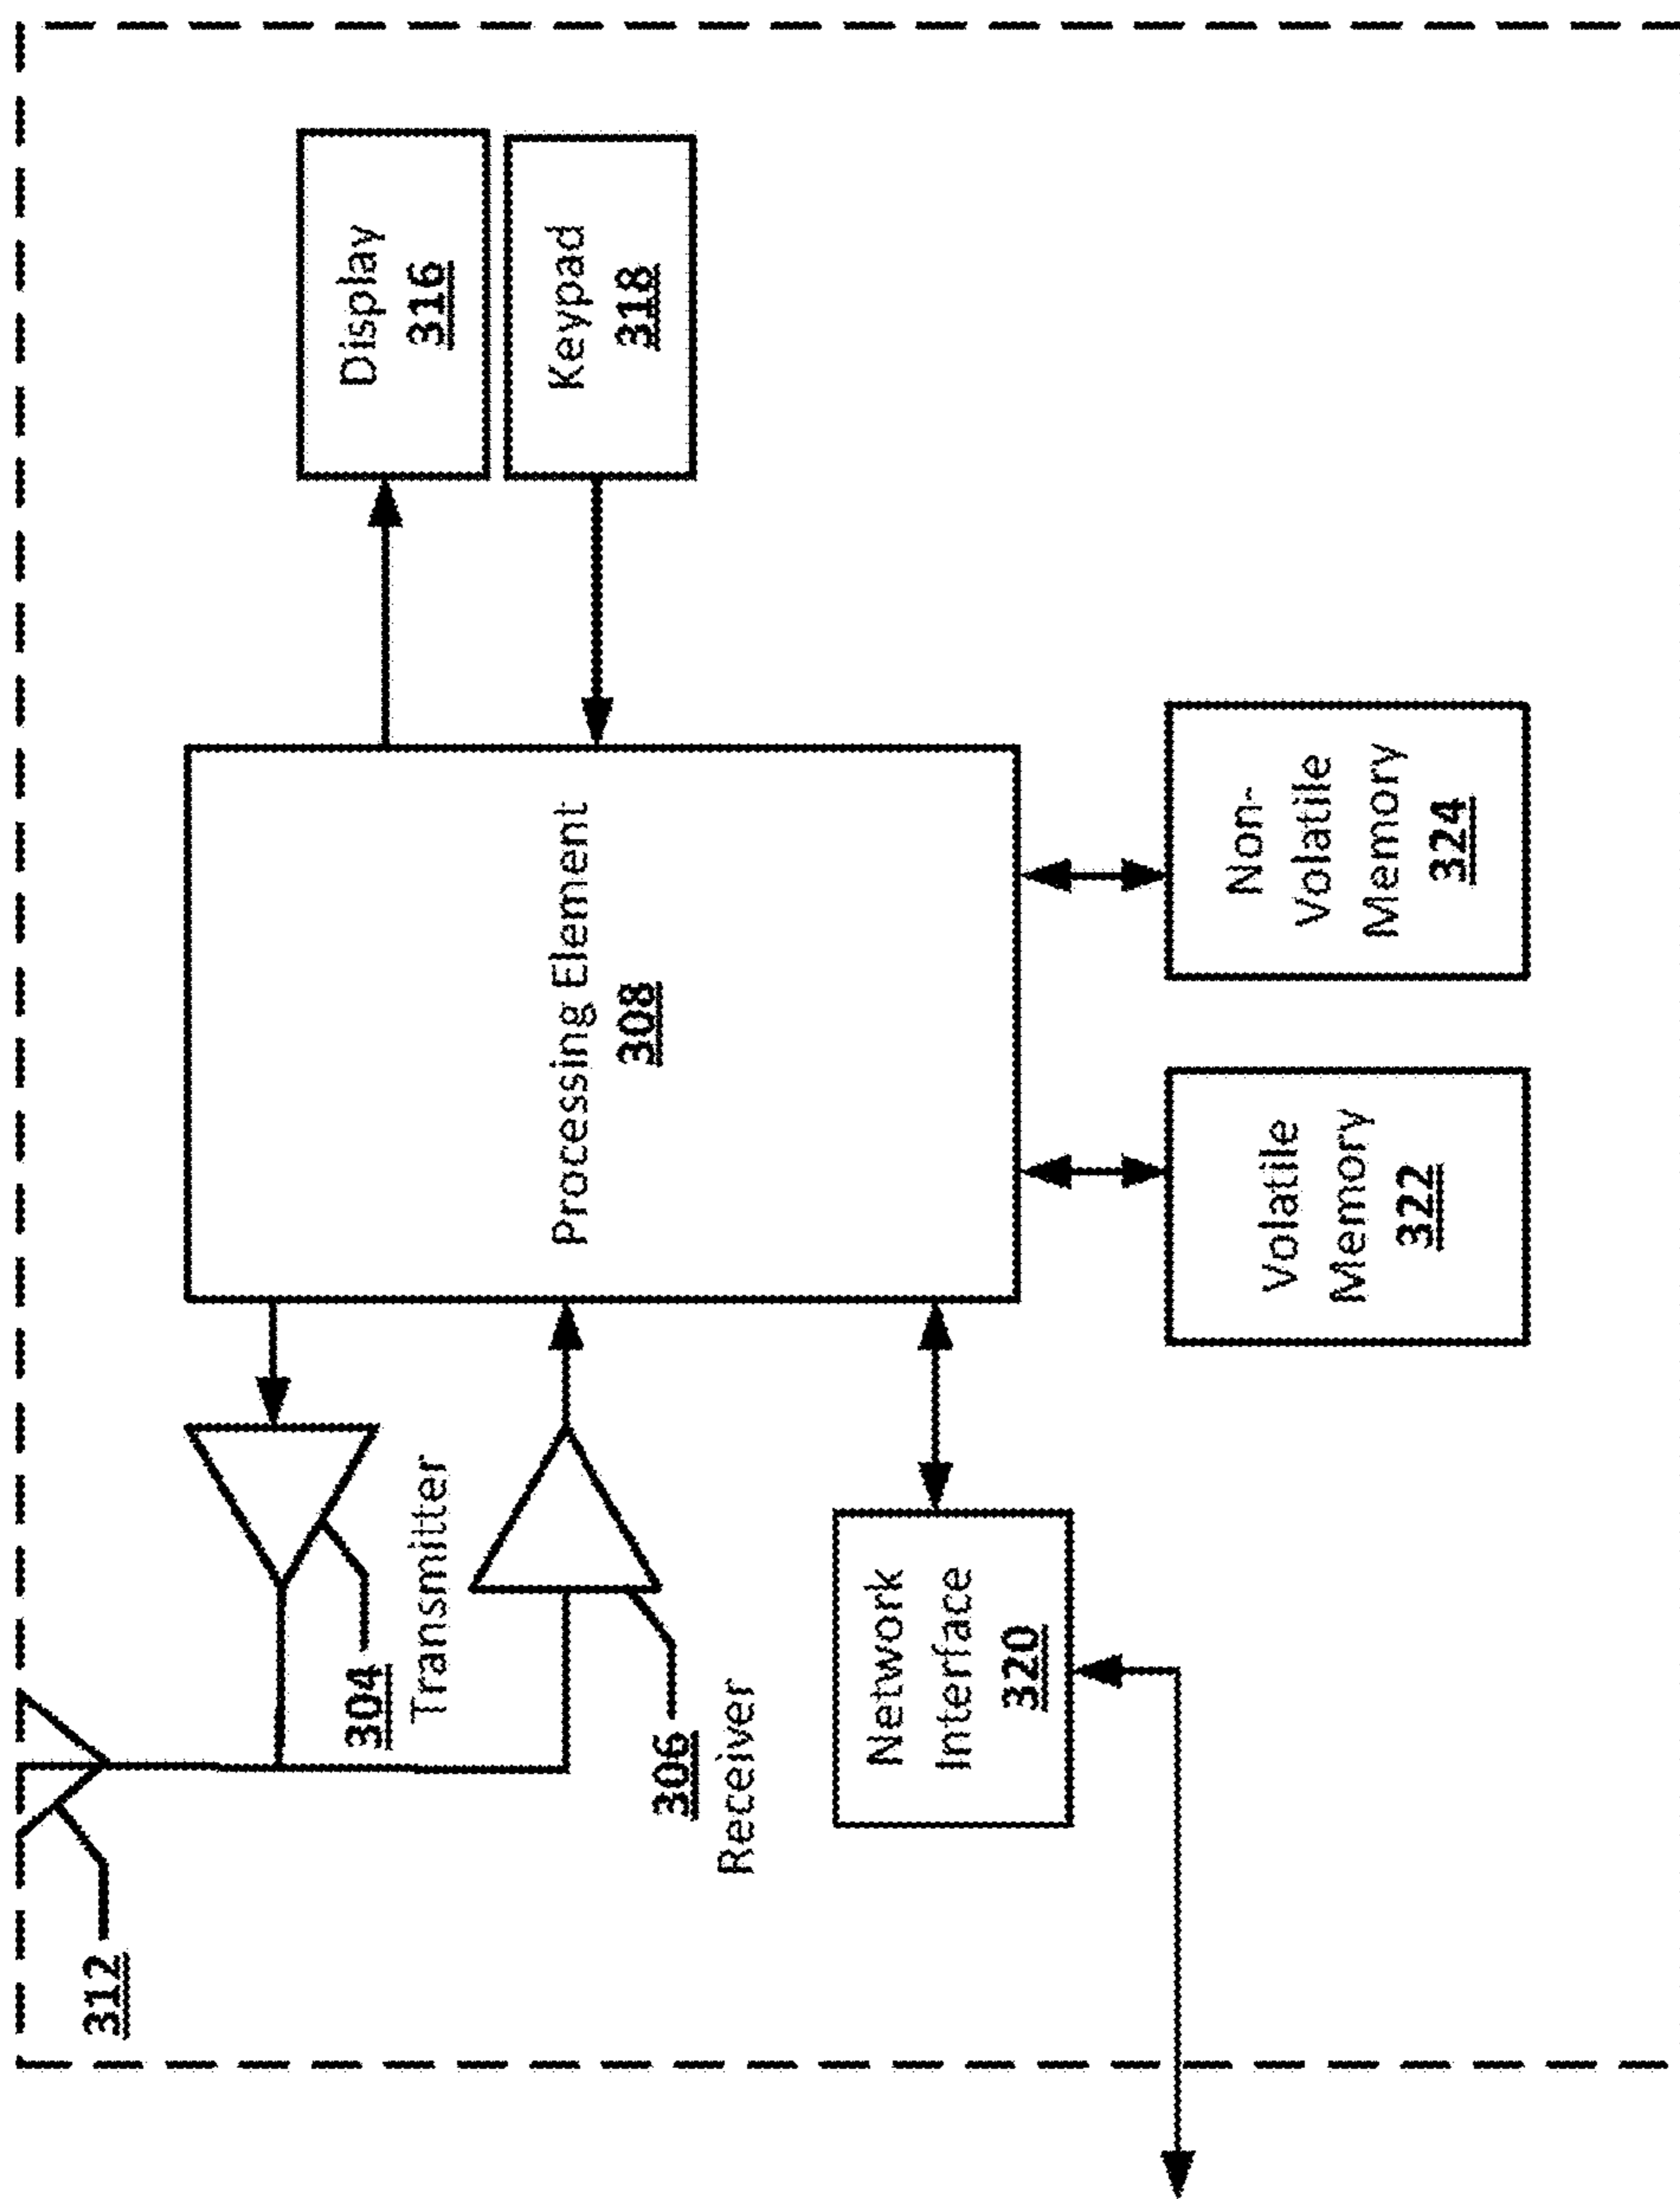 312
304
Transmitter
306
Receiver
Network
Interface
320
Processing Element
308
Display
316
Keypad
318
Volatile
Memory
322
Non-
Volatile
Memory
324